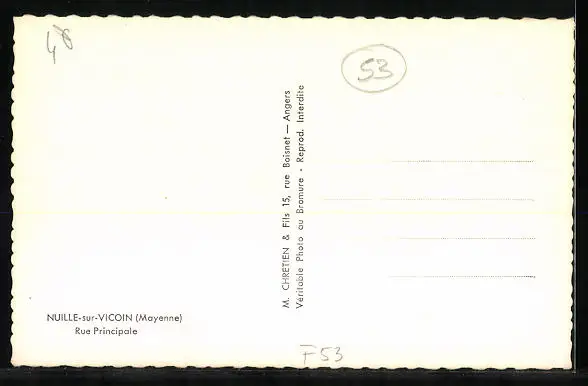 48
53
M. CHRETIEN & Fils 15, rue Boisnet — Angers
Véritable Photo au Bromure - Reprod. Interdite
NUILLE-sur-VICOIN (Mayenne)
Rue Principale
F53